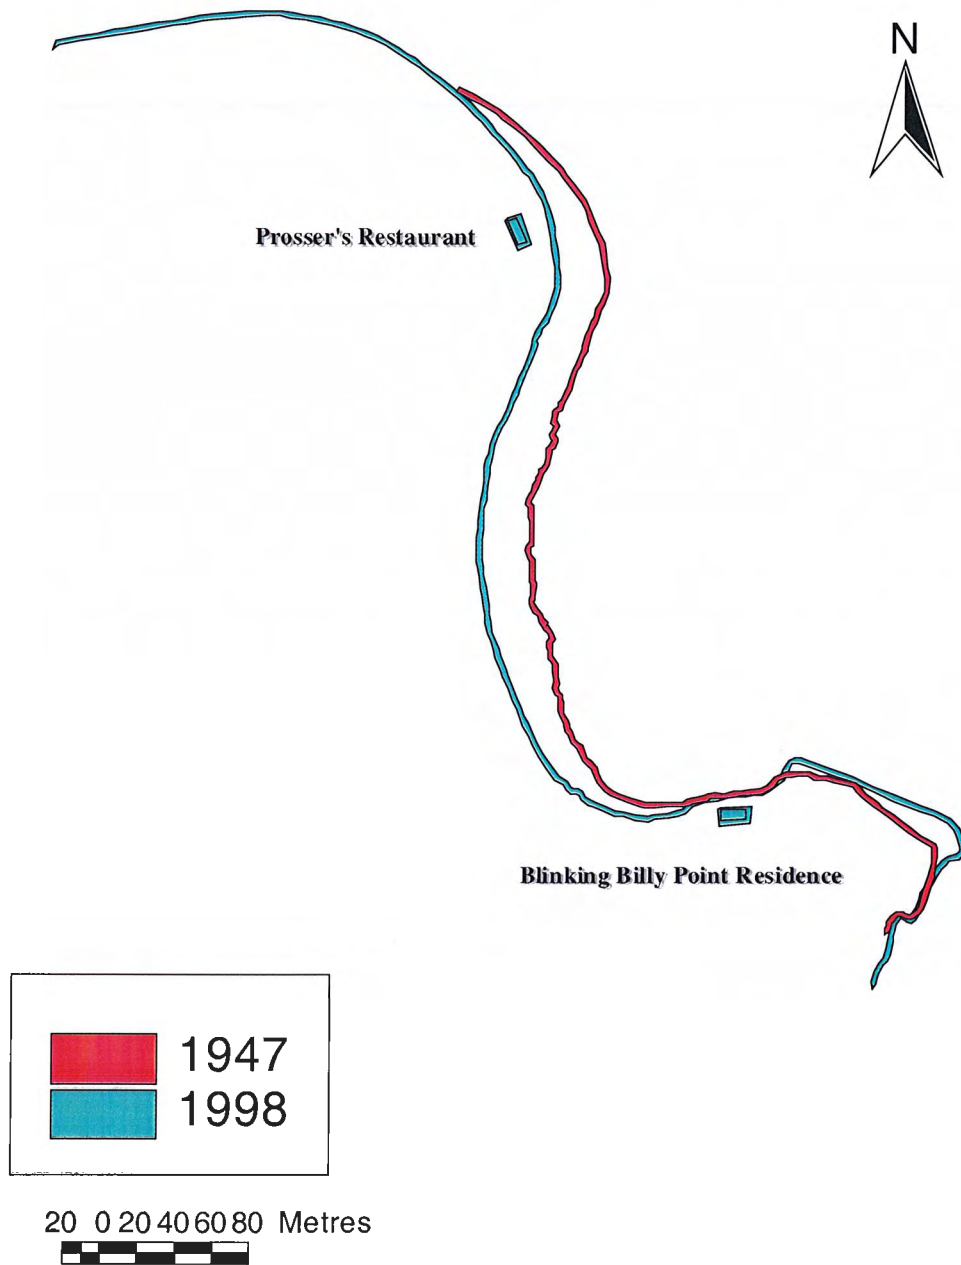 N
Prosser's Restaurant
Blinking Billy Point Residence
1947
1998
20 0 20 40 60 80 Metres